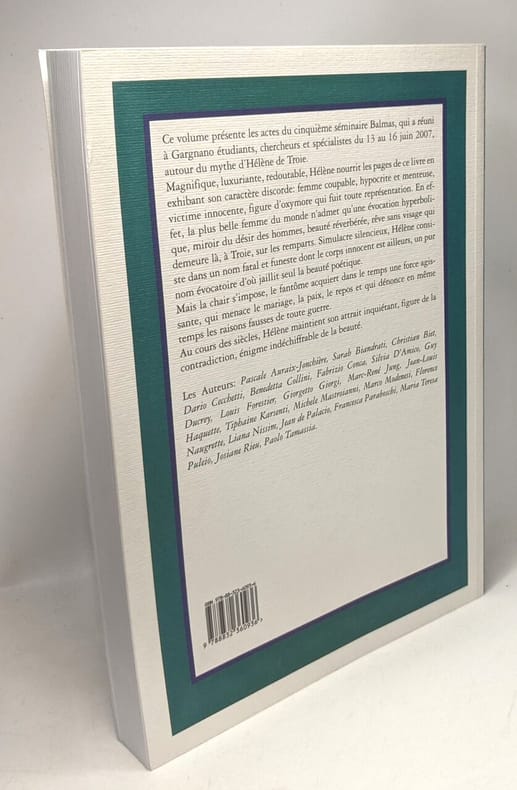 Ce volume présente les actes du cinquième séminaire Balmas, qui a réuni
à Gargnano étudiants, chercheurs et spécialistes du 13 au 16 juin 2007,
autour du mythe d'Hélène de Troie.
Magnifique, luxuriante, redoutable, Hélène nourrit les pages de ce livre en
exhibant son caractère discorde: femme coupable, hypocrite et menteuse,
victime innocente, figure d'oxymore qui fuit toute représentation. En ef-
fet, la plus belle femme du monde n'admet qu'une évocation hyperboli-
que, miroir du désir des hommes, beauté réverbérée, rêve sans visage qui
demeure là, à Troie, sur les remparts. Simulacre silencieux, Hélène consi-
ste dans un nom fatal et funeste dont le corps innocent est ailleurs, un pur
nom évocatoire d'où jaillit seul la beauté poétique.
Mais la chair s'impose, le fantôme acquiert dans le temps une force agis-
sante, qui menace le mariage, la paix, le repos et qui dénonce en même
temps les raisons fausses de toute guerre.
Au cours des siècles, Hélène maintien son attrait inquiétant, figure de la
contradiction, énigme indéchiffrable de la beauté.
Les Auteurs: Pascale Auraix-Jonchière, Sarah Biandrati, Christian Biet,
Dario Cecchetti, Benedetta Collini, Fabrizio Conca, Silvia D'Amico, Guy
Ducrey, Louis Forestier, Giorgetto Giorgi, Marc-René Jung, Jean-Louis
Haquette, Tiphaine Karsenti, Michele Mastroianni, Marco Modenesi, Florence
Naugrette, Liana Nissim, Jean de Palacio, Francesca Paraboschi, Maria Teresa
Puleio, Josiane Rieu, Paolo Tamassia.
9 788832 360936 >